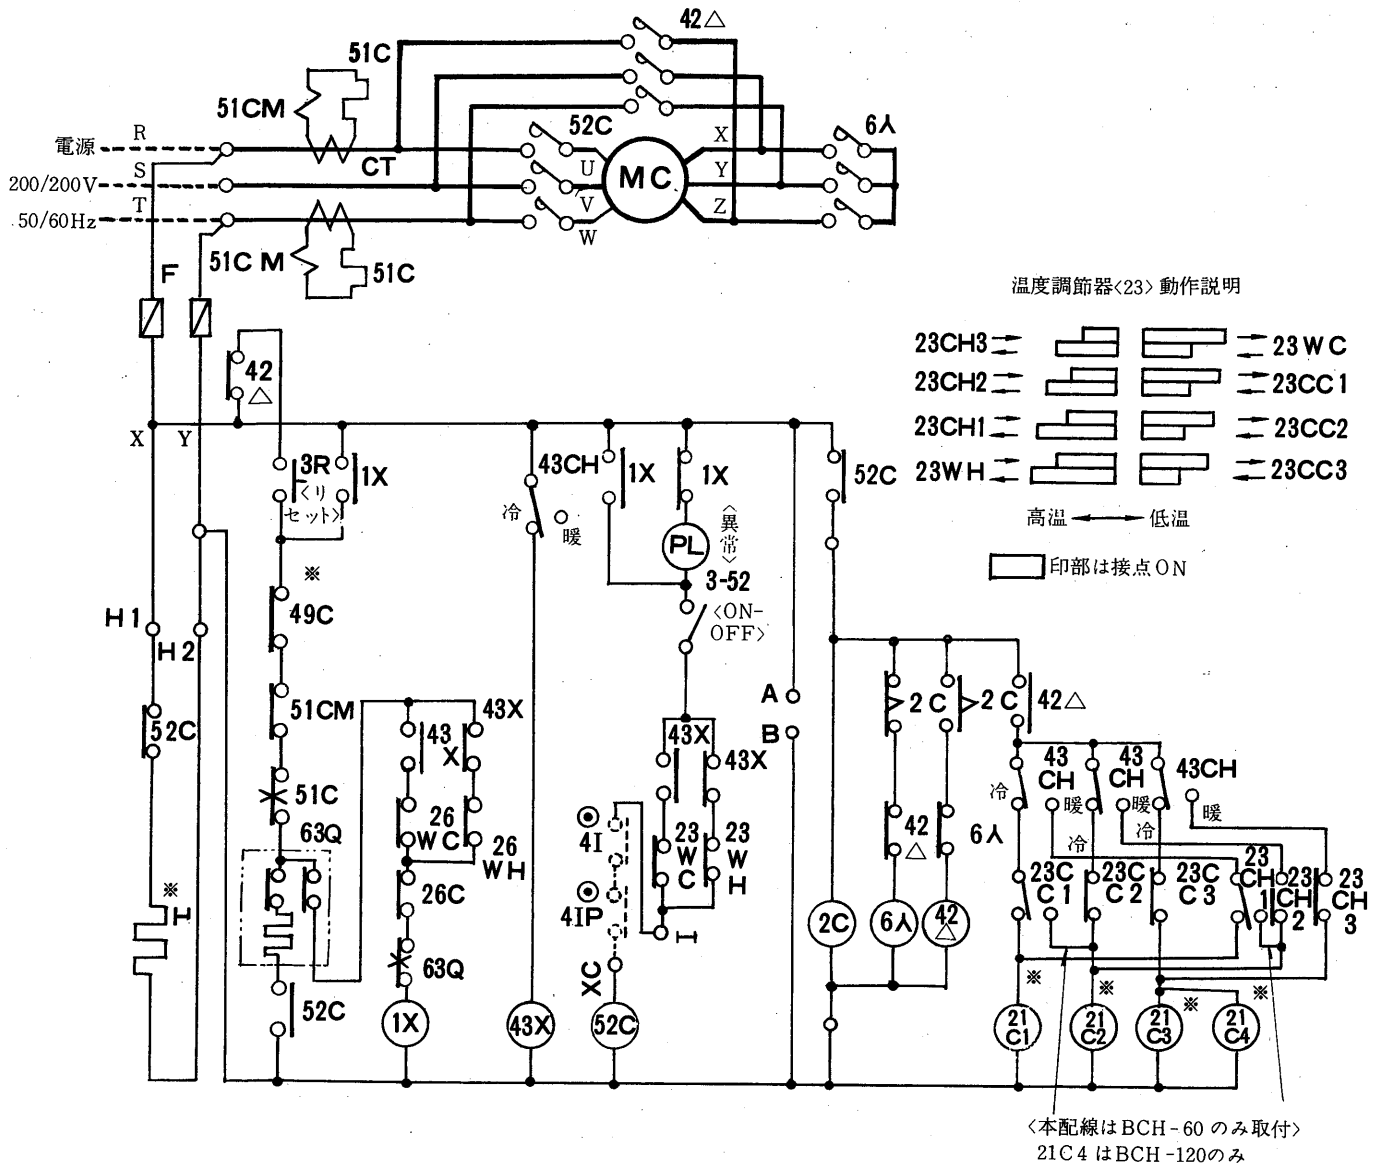 42△
51C
51CM
52C
6人
R
電源
CT
S
200/200V
T
50/60Hz
U
V
W
MC
X
Y
Z
51C M
51C
F
温度調節器〈23〉動作説明
23CH3
23WC
23CH2
23CC1
23CH1
23CC2
23WH
23CC3
高温
低温
印部は接点ON
42
△
X
Y
3R
〈リ
セット〉
1X
43CH
冷
暖
1X
1X
〈異常〉
PL
3-52
〈ON-
OFF〉
52C
※
49C
H1
H2
52C
51CM
51C
63Q
※
H
52C
43
X
43X
26
WC
26
WH
26C
63Q
1X
43X
43X
43X
4I
4IP
23
W
C
23
W
H
I
XC
52C
A
B
2C
2C
42△
42
△
6人
2C
6人
42
△
43
CH
43
CH
43CH
冷
暖
冷
暖
冷
暖
23C
C1
23C
C2
23C
C3
23
CH
1
23
CH
2
23
CH
3
※
※
※
※
21
C1
21
C2
21
C3
21
C4
〈本配線はBCH-60のみ取付〉
21C4はBCH-120のみ